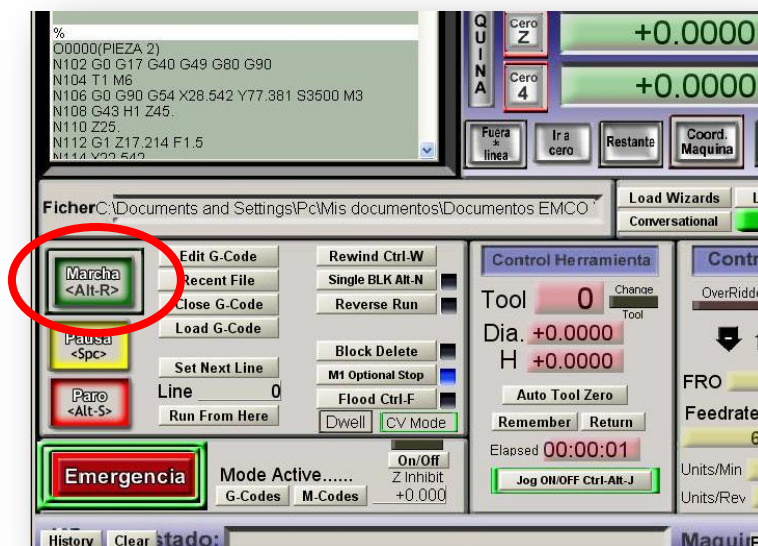 %
O0000(PIEZA 2)
N102 G0 G17 G40 G49 G80 G90
N104 T1 M6
N106 G0 G90 G54 X28.542 Y77.381 S3500 M3
N108 G43 H1 Z45.
N110 Z25.
N112 G1 Z17.214 F1.5
N114 Y22.542
QUINA
Cero Z
+0.0000
Cero 4
+0.0000
Fuera * linea
Ir a cero
Restante
Coord. Maquina
FicherC:\Documents and Settings\Pc\Mis documentos\Documentos EMCO
Load Wizards
Conversational
Marcha
<Alt-R>
Pausa
<Spc>
Paro
<Alt-S>
Edit G-Code
Recent File
Close G-Code
Load G-Code
Set Next Line
Line 0
Run From Here
Rewind Ctrl-W
Single BLK Alt-N
Reverse Run
Block Delete
M1 Optional Stop
Flood Ctrl-F
Dwell CV Mode
Control Herramienta
Tool 0 Change Tool
Dia. +0.0000
H +0.0000
Auto Tool Zero
Remember Return
Elapsed 00:00:01
Jog ON/OFF Ctrl-Alt-J
OverRidde
FRO
Feedrate
6
Units/Min
Units/Rev
Emergencia
Mode Active......
G-Codes M-Codes
On/Off
Z Inhibit
+0.000
History Clear stado: